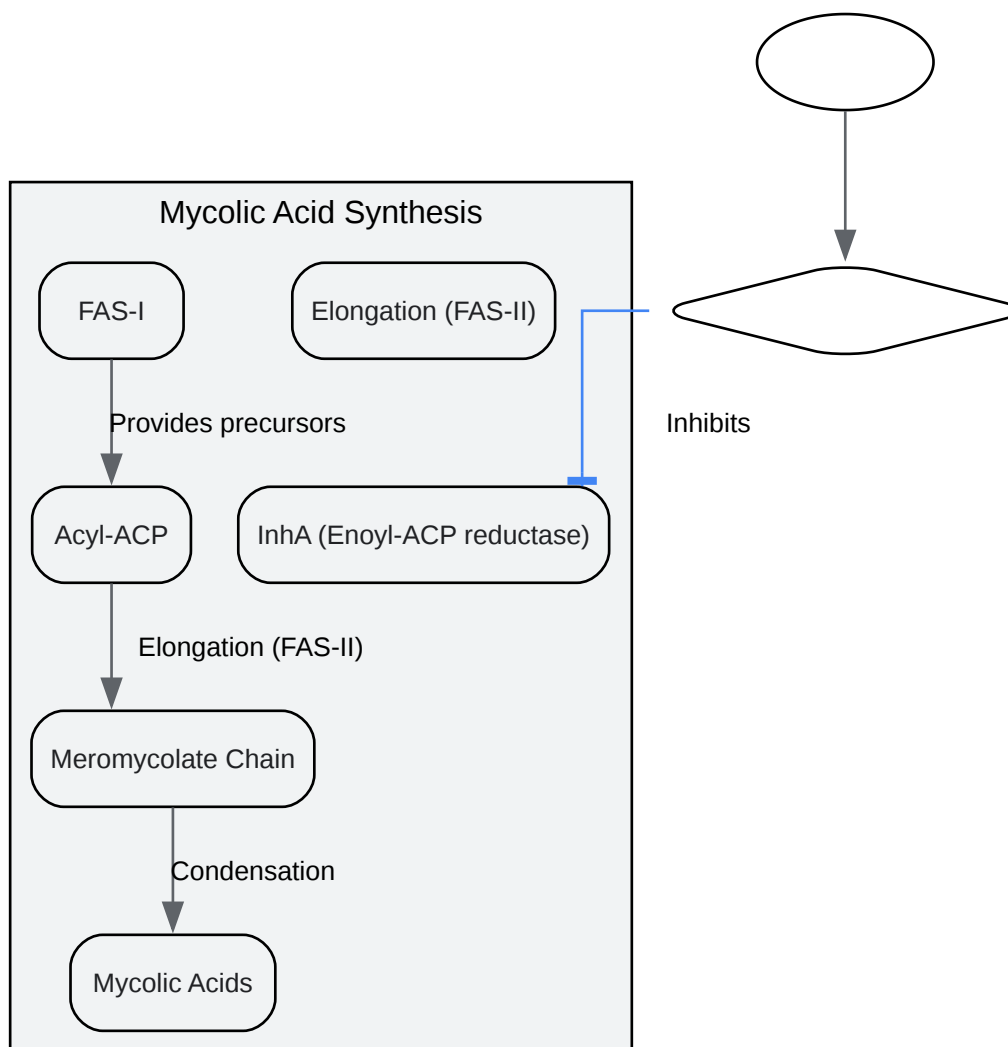 Mycolic Acid Synthesis
FAS-I
Elongation (FAS-II)
Provides precursors
Inhibits
Acyl-ACP
InhA (Enoyl-ACP reductase)
Elongation (FAS-II)
Meromycolate Chain
Condensation
Mycolic Acids